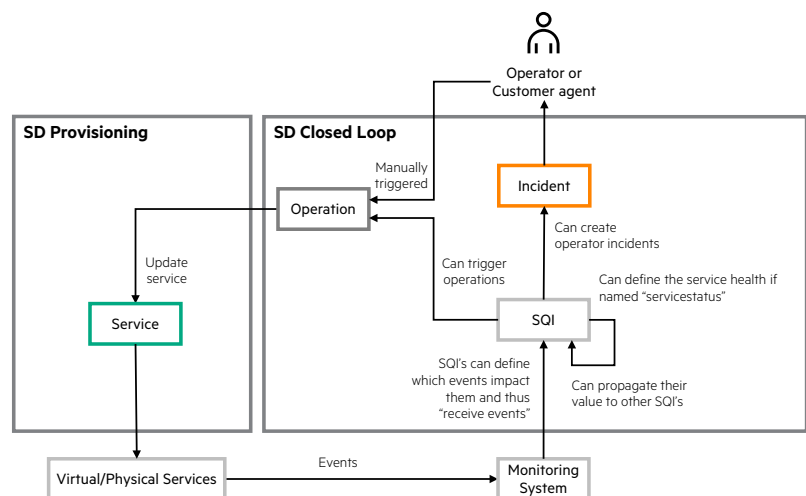 Operator or
Customer agent
SD Provisioning
SD Closed Loop
Manually
triggered
Incident
Operation
Can create
operator incidents
Update
service
Can trigger
operations
Can define the service health if
named “servicestatus”
Service
SQI
SQI's can define
which events impact
them and thus
“receive events”
Can propagate their
value to other SQI's
Events
Virtual/Physical Services
Monitoring
System